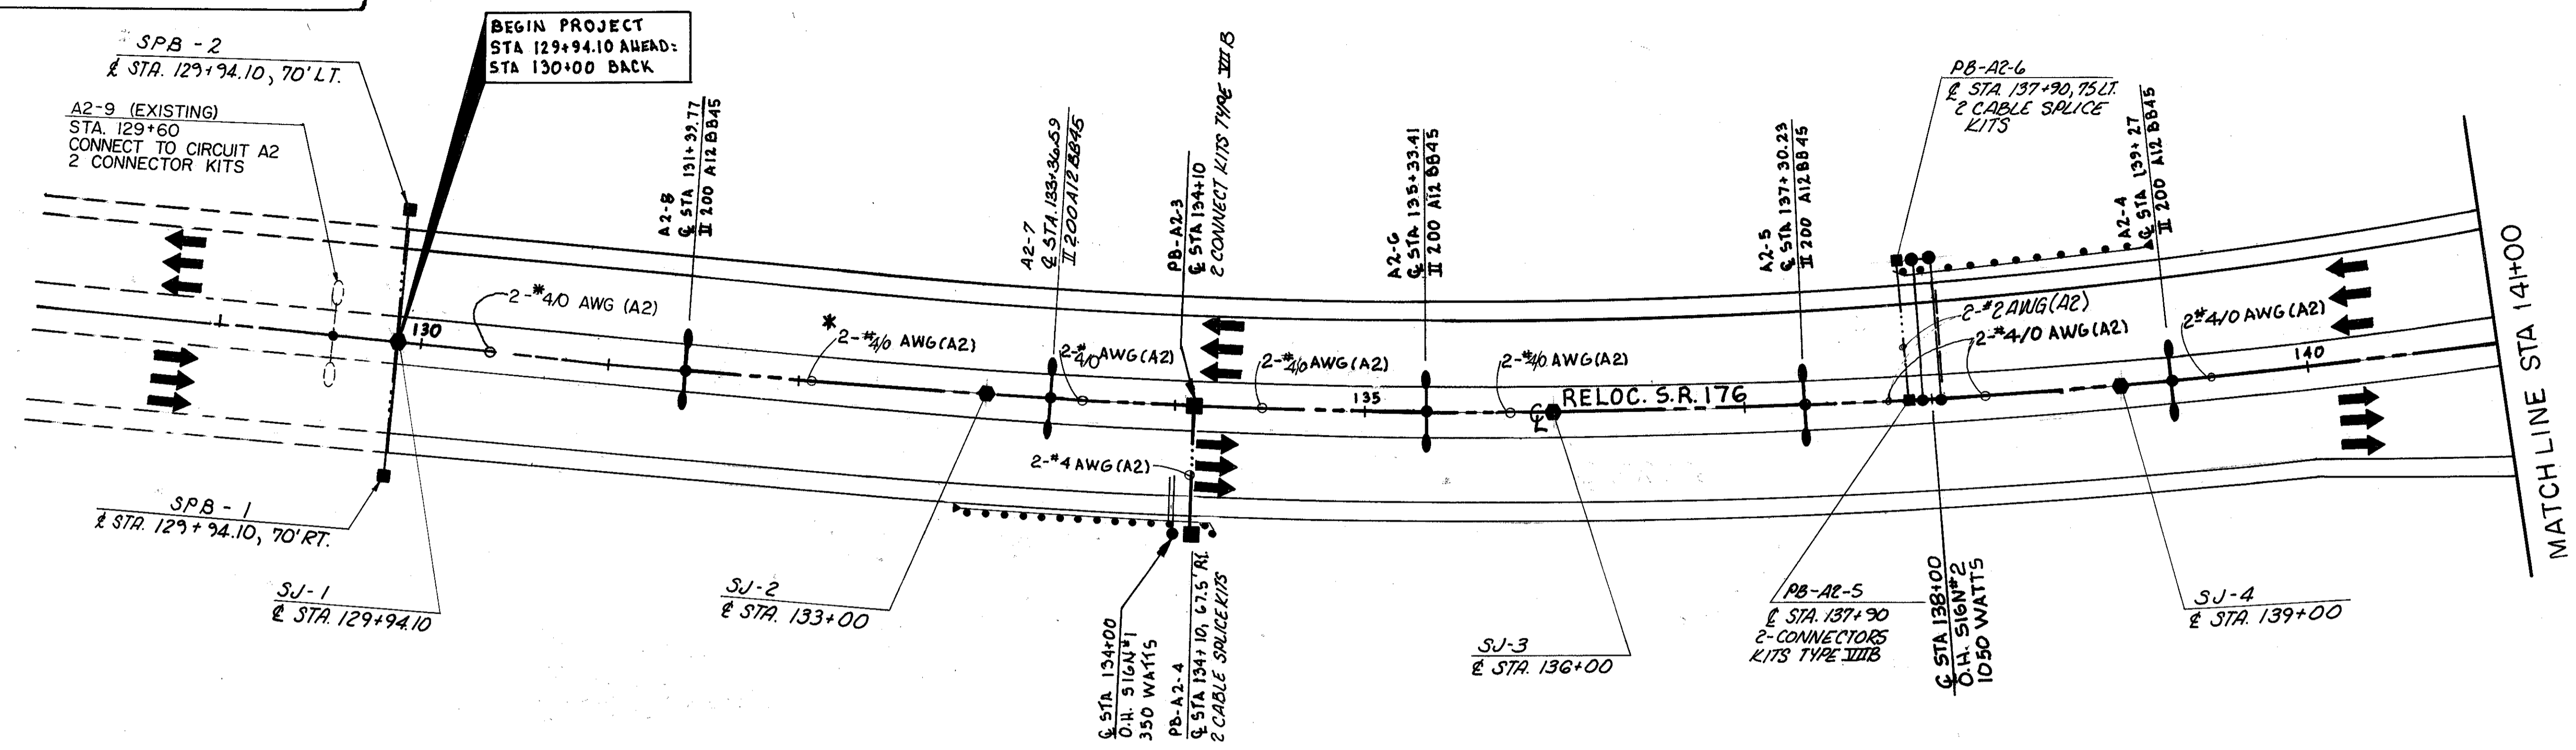 BEGIN PROJECT
STA 129+94.10 AHEAD=
STA 130+00 BACK
SPB-2
℄ STA. 129+94.10, 70' LT.
A2-9 (EXISTING)
STA. 129+60
CONNECT TO CIRCUIT A2
2 CONNECTOR KITS
A2-8
℄ STA 131+39.77
II 200 A12 BB45
A2-7
℄ STA. 133+36.59
II 200 A12 BB45
PB-A2-3
℄ STA 134+10
2 CONNECT KITS TYPE VIIB
A2-6
℄ STA 135+33.41
II 200 A12 BB45
A2-5
℄ STA 137+30.23
II 200 A12 BB45
PB-A2-6
℄ STA. 137+90, 75 LT.
2 CABLE SPLICE
KITS
A2-4
℄ STA 139+27
II 200 A12 BB45
130
2-#4/0 AWG (A2)
*
2-#4/0 AWG (A2)
2-#4/0 AWG (A2)
2-#4/0 AWG (A2)
135
2-#4/0 AWG (A2)
℄
RELOC. S.R. 176
2-#2 AWG (A2)
2-#4/0 AWG (A2)
2#4/0 AWG (A2)
140
MATCHLINE STA 141+00
2-#4 AWG (A2)
SPB-1
℄ STA. 129+94.10, 70' RT.
SJ-1
℄ STA. 129+94.10
SJ-2
℄ STA. 133+00
℄ STA 134+00
O.H. SIGN #1
350 WATTS
PB-A2-4
℄ STA 134+10, 67.5' RT.
2 CABLE SPLICE KITS
SJ-3
℄ STA. 136+00
PB-A2-5
℄ STA. 137+90
2-CONNECTORS
KITS TYPE VIIB
℄ STA 138+00
O.H. SIGN #2
1050 WATTS
SJ-4
℄ STA. 139+00